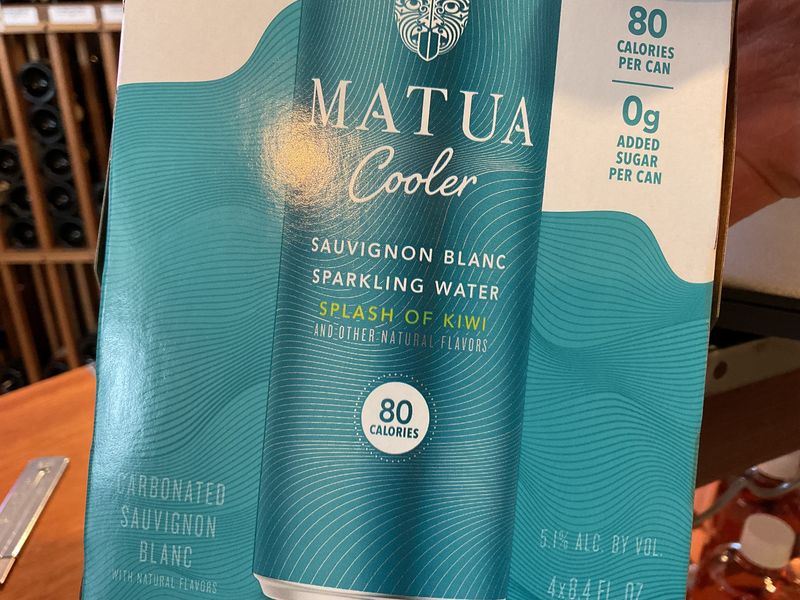 80
CALORIES
PER CAN
0g
ADDED
SUGAR
PER CAN
MATUA
Cooler
SAUVIGNON BLANC
SPARKLING WATER
SPLASH OF KIWI
AND OTHER NATURAL FLAVORS
80
CALORIES
CARBONATED
SAUVIGNON
BLANC
WITH NATURAL FLAVORS
5.1% ALC. BY VOL.
4x8.4 FL. OZ.